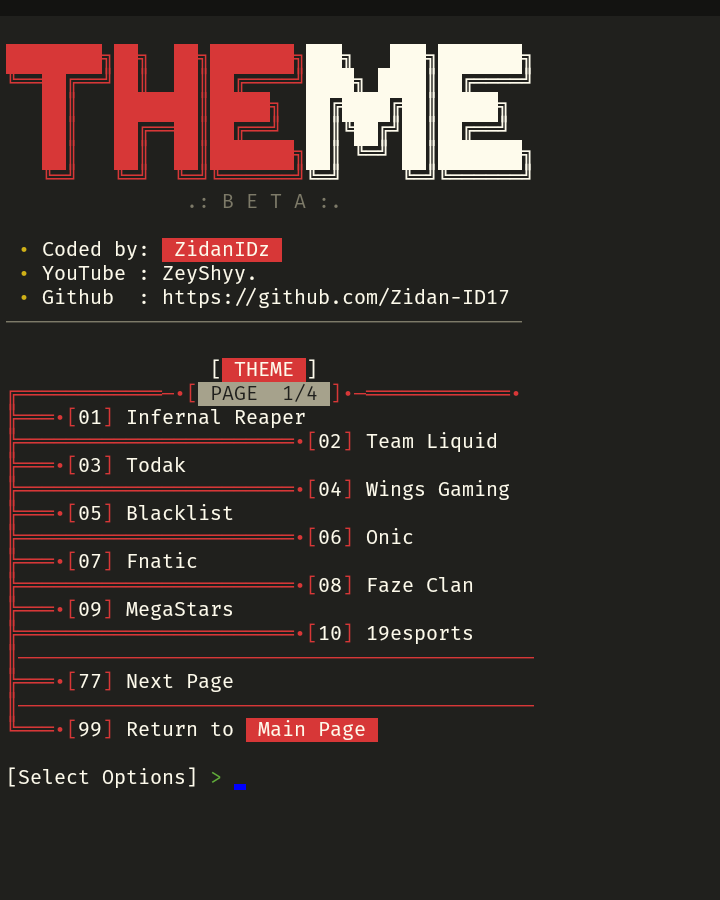 THEME
.: B E T A :.
• Coded by: ZidanIDz
• YouTube : ZeyShyy.
• Github  : https://github.com/Zidan-ID17
[ THEME ]
[ PAGE  1/4 ]
[01] Infernal Reaper
[02] Team Liquid
[03] Todak
[04] Wings Gaming
[05] Blacklist
[06] Onic
[07] Fnatic
[08] Faze Clan
[09] MegaStars
[10] 19esports
[77] Next Page
[99] Return to Main Page
[Select Options] >